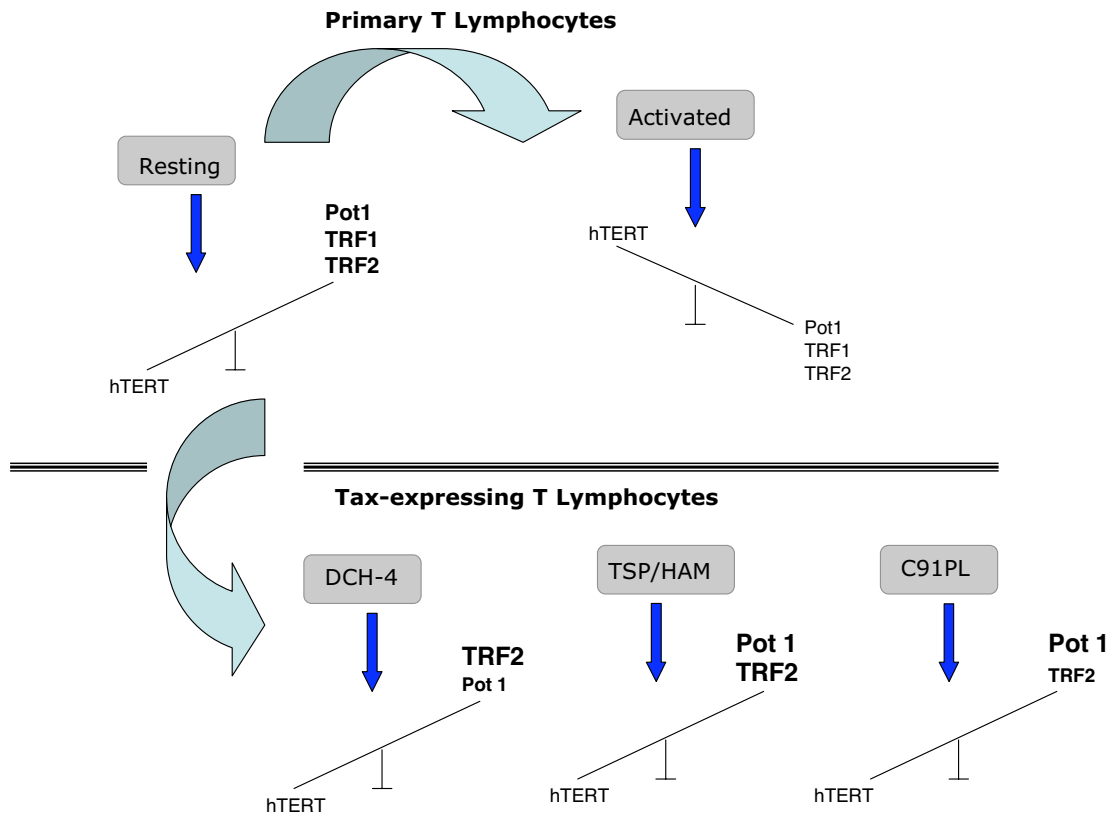 Primary T Lymphocytes
Resting
Activated
Pot1
TRF1
TRF2
hTERT
hTERT
Pot1
TRF1
TRF2
Tax-expressing T Lymphocytes
DCH-4
TSP/HAM
C91PL
TRF2
Pot 1
hTERT
Pot 1
TRF2
hTERT
Pot 1
TRF2
hTERT